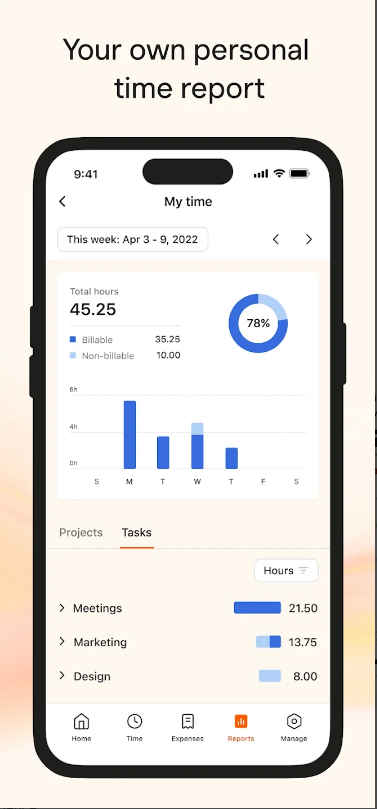 Your own personal
time report
9:41
My time
This week: Apr 3 - 9, 2022
Total hours
45.25
Billable 35.25
Non-billable 10.00
78%
8h
4h
0h
S M T W T F S
Projects Tasks
Hours
Meetings 21.50
Marketing 13.75
Design 8.00
Home Time Expenses Reports Manage